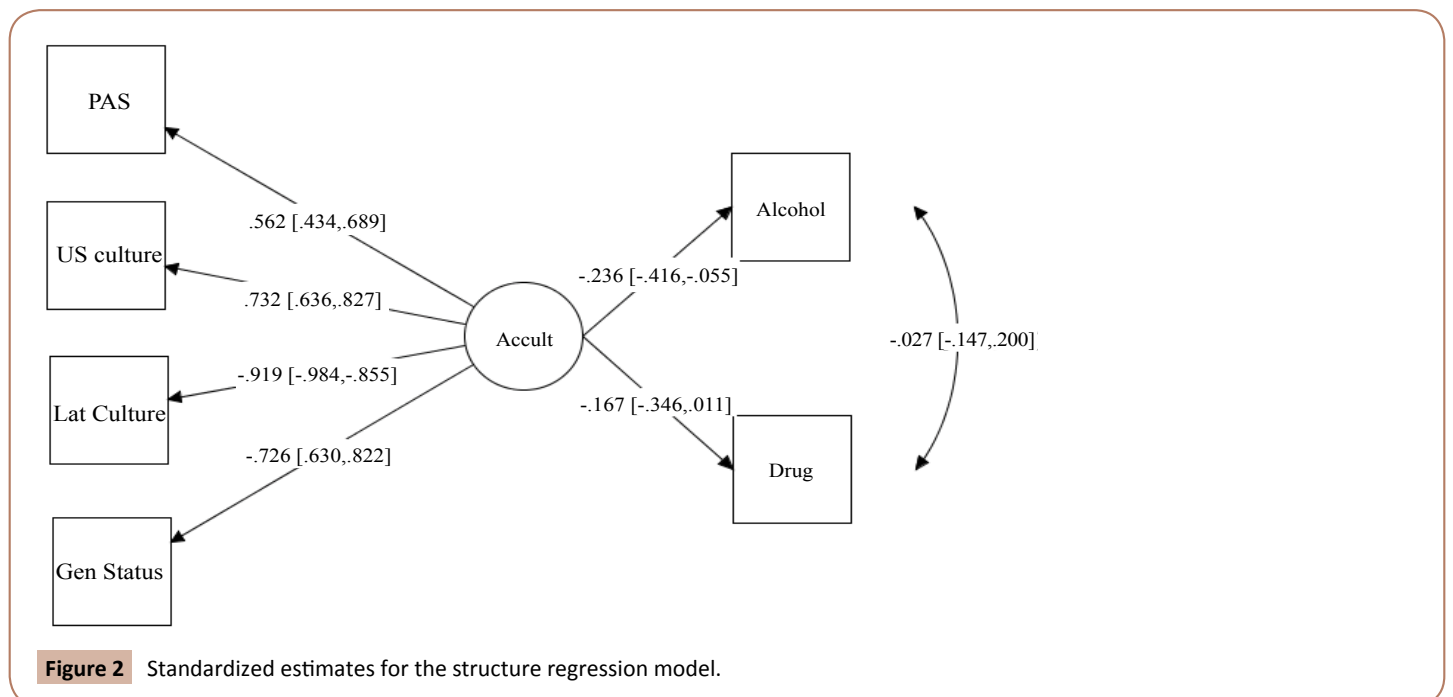 PAS
.562 [.434,.689]
US culture
.732 [.636,.827]
Lat Culture
-.919 [-.984,-.855]
Gen Status
-.726 [.630,.822]
Accult
Alcohol
-.236 [-.416,-.055]
-.167 [-.346,.011]
Drug
-.027 [-.147,.200]
Figure 2 Standardized estimates for the structure regression model.